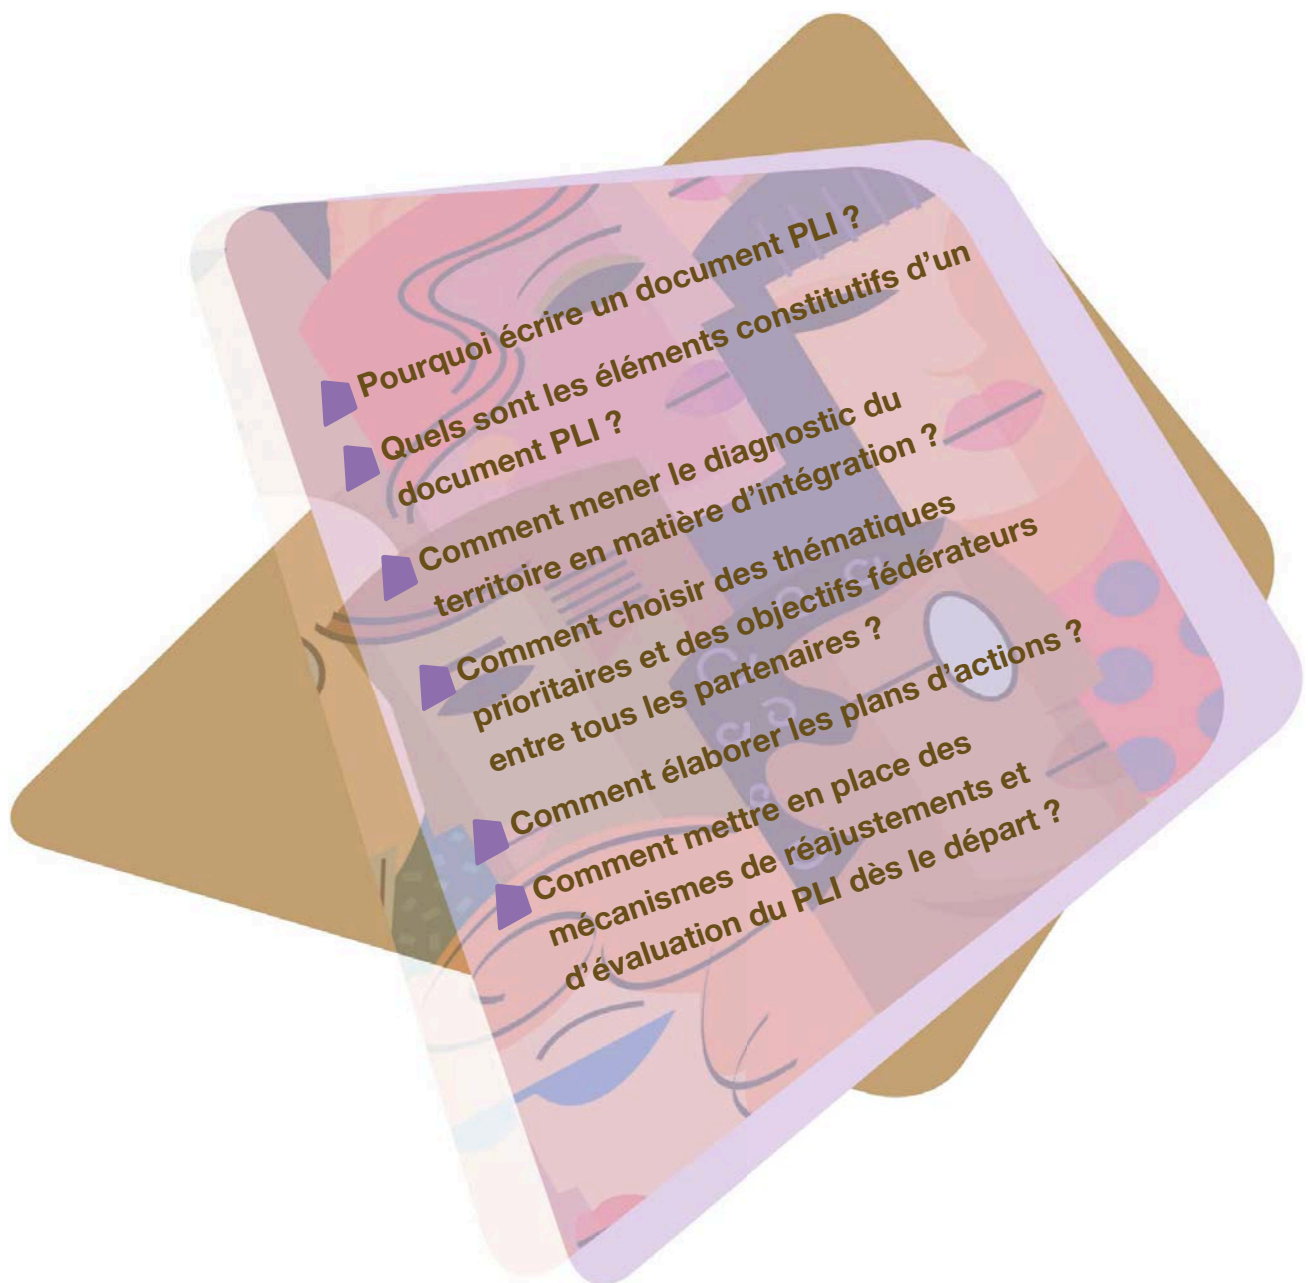 Pourquoi écrire un document PLI ?
Quels sont les éléments constitutifs d’un
document PLI ?
Comment mener le diagnostic du
territoire en matière d’intégration ?
Comment choisir des thématiques
prioritaires et des objectifs fédérateurs
entre tous les partenaires ?
Comment élaborer les plans d’actions ?
Comment mettre en place des
mécanismes de réajustements et
d’évaluation du PLI dès le départ ?